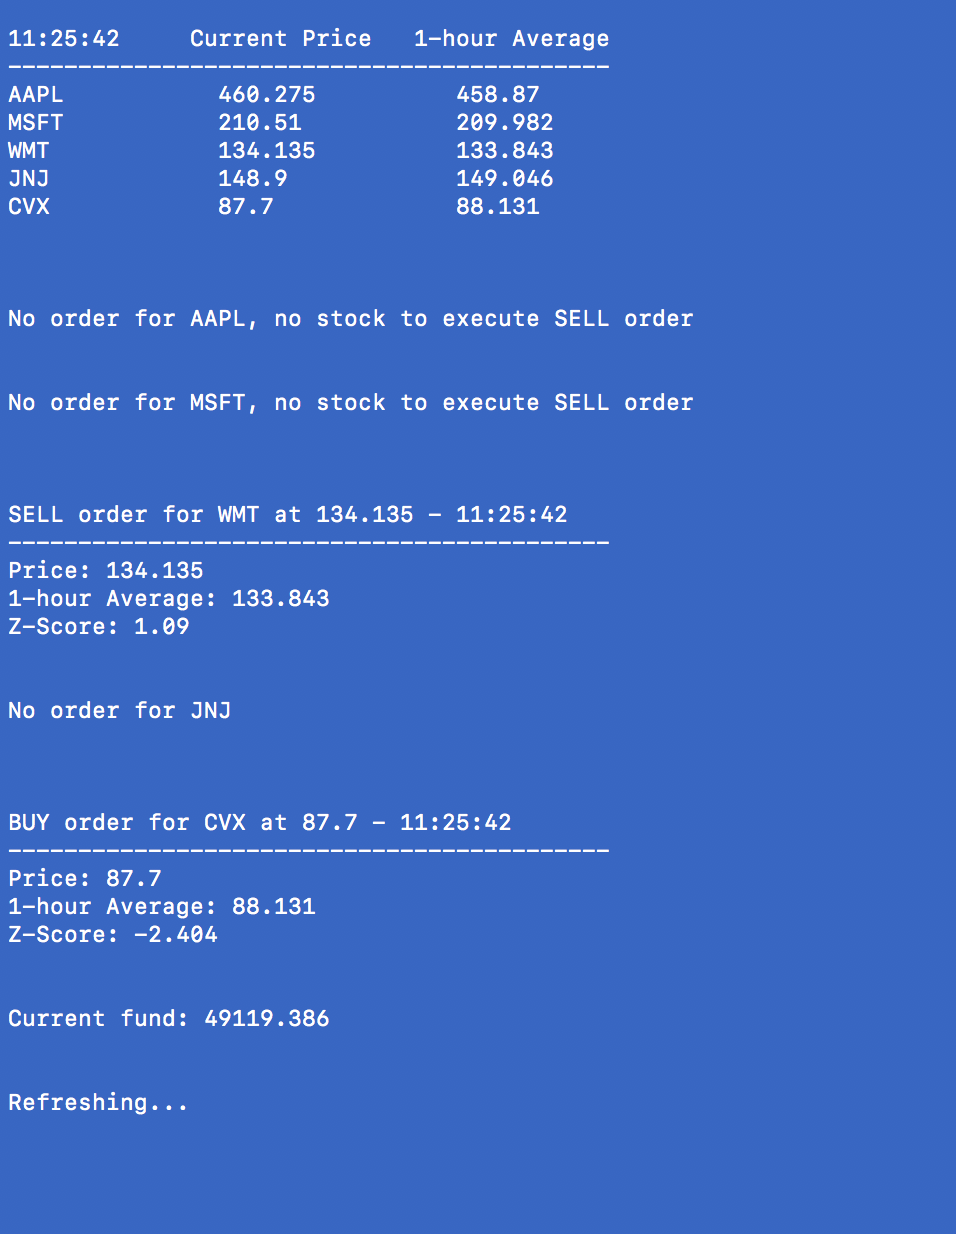 11:25:42 Current Price 1-hour Average
-------------------------------------------
AAPL 460.275 458.87
MSFT 210.51 209.982
WMT 134.135 133.843
JNJ 148.9 149.046
CVX 87.7 88.131
No order for AAPL, no stock to execute SELL order
No order for MSFT, no stock to execute SELL order
SELL order for WMT at 134.135 - 11:25:42
-------------------------------------------
Price: 134.135
1-hour Average: 133.843
Z-Score: 1.09
No order for JNJ
BUY order for CVX at 87.7 - 11:25:42
-------------------------------------------
Price: 87.7
1-hour Average: 88.131
Z-Score: -2.404
Current fund: 49119.386
Refreshing...